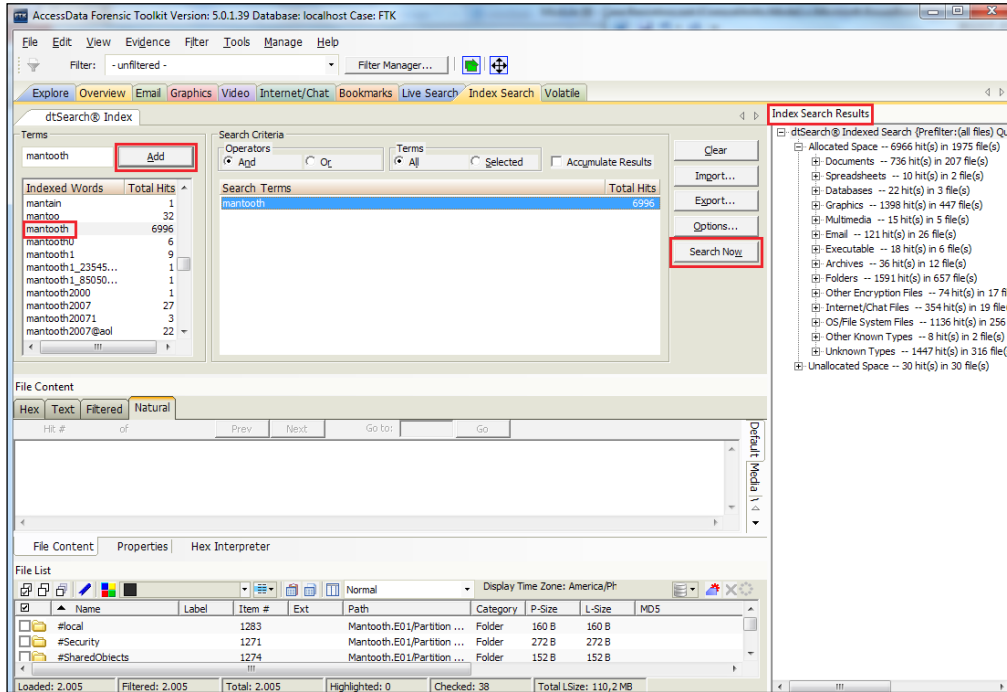 AccessData Forensic Toolkit Version: 5.0.1.39 Database: localhost Case: FTK
File Edit View Evidence Filter Tools Manage Help
Filter: - unfiltered - Filter Manager...
Explore Overview Email Graphics Video Internet/Chat Bookmarks Live Search Index Search Volatile
dtSearch® Index
Terms
mantooth Add
Indexed Words Total Hits
mantain 1
mantoo 32
mantooth 6996
mantooth0 6
mantooth1 9
mantooth1_23545... 1
mantooth1_85050... 1
mantooth2000 1
mantooth2007 27
mantooth20071 3
mantooth2007@aol 22
Search Criteria
Operators
And Or
Terms
All Selected
Accumulate Results
Search Terms Total Hits
mantooth 6996
Clear
Import...
Export...
Options...
Search Now
Index Search Results
dtSearch® Indexed Search {Prefilter:(all files) Qu
Allocated Space -- 6966 hit(s) in 1975 file(s)
Documents -- 736 hit(s) in 207 file(s)
Spreadsheets -- 10 hit(s) in 2 file(s)
Databases -- 22 hit(s) in 3 file(s)
Graphics -- 1398 hit(s) in 447 file(s)
Multimedia -- 15 hit(s) in 5 file(s)
Email -- 121 hit(s) in 26 file(s)
Executable -- 18 hit(s) in 6 file(s)
Archives -- 36 hit(s) in 12 file(s)
Folders -- 1591 hit(s) in 657 file(s)
Other Encryption Files -- 74 hit(s) in 17 fi
Internet/Chat Files -- 354 hit(s) in 19 file(
OS/File System Files -- 1136 hit(s) in 256
Other Known Types -- 8 hit(s) in 2 file(s)
Unknown Types -- 1447 hit(s) in 316 file(
Unallocated Space -- 30 hit(s) in 30 file(s)
File Content
Hex Text Filtered Natural
Hit # of Prev Next Go to: Go
Default
Media
File Content Properties Hex Interpreter
File List
Normal Display Time Zone: America/Ph
Name Label Item # Ext Path Category P-Size L-Size MD5
#local 1283 Mantooth.E01/Partition ... Folder 160 B 160 B
#Security 1271 Mantooth.E01/Partition ... Folder 272 B 272 B
#SharedObjects 1274 Mantooth.E01/Partition ... Folder 152 B 152 B
Loaded: 2.005 Filtered: 2.005 Total: 2.005 Highlighted: 0 Checked: 38 Total LSize: 110,2 MB